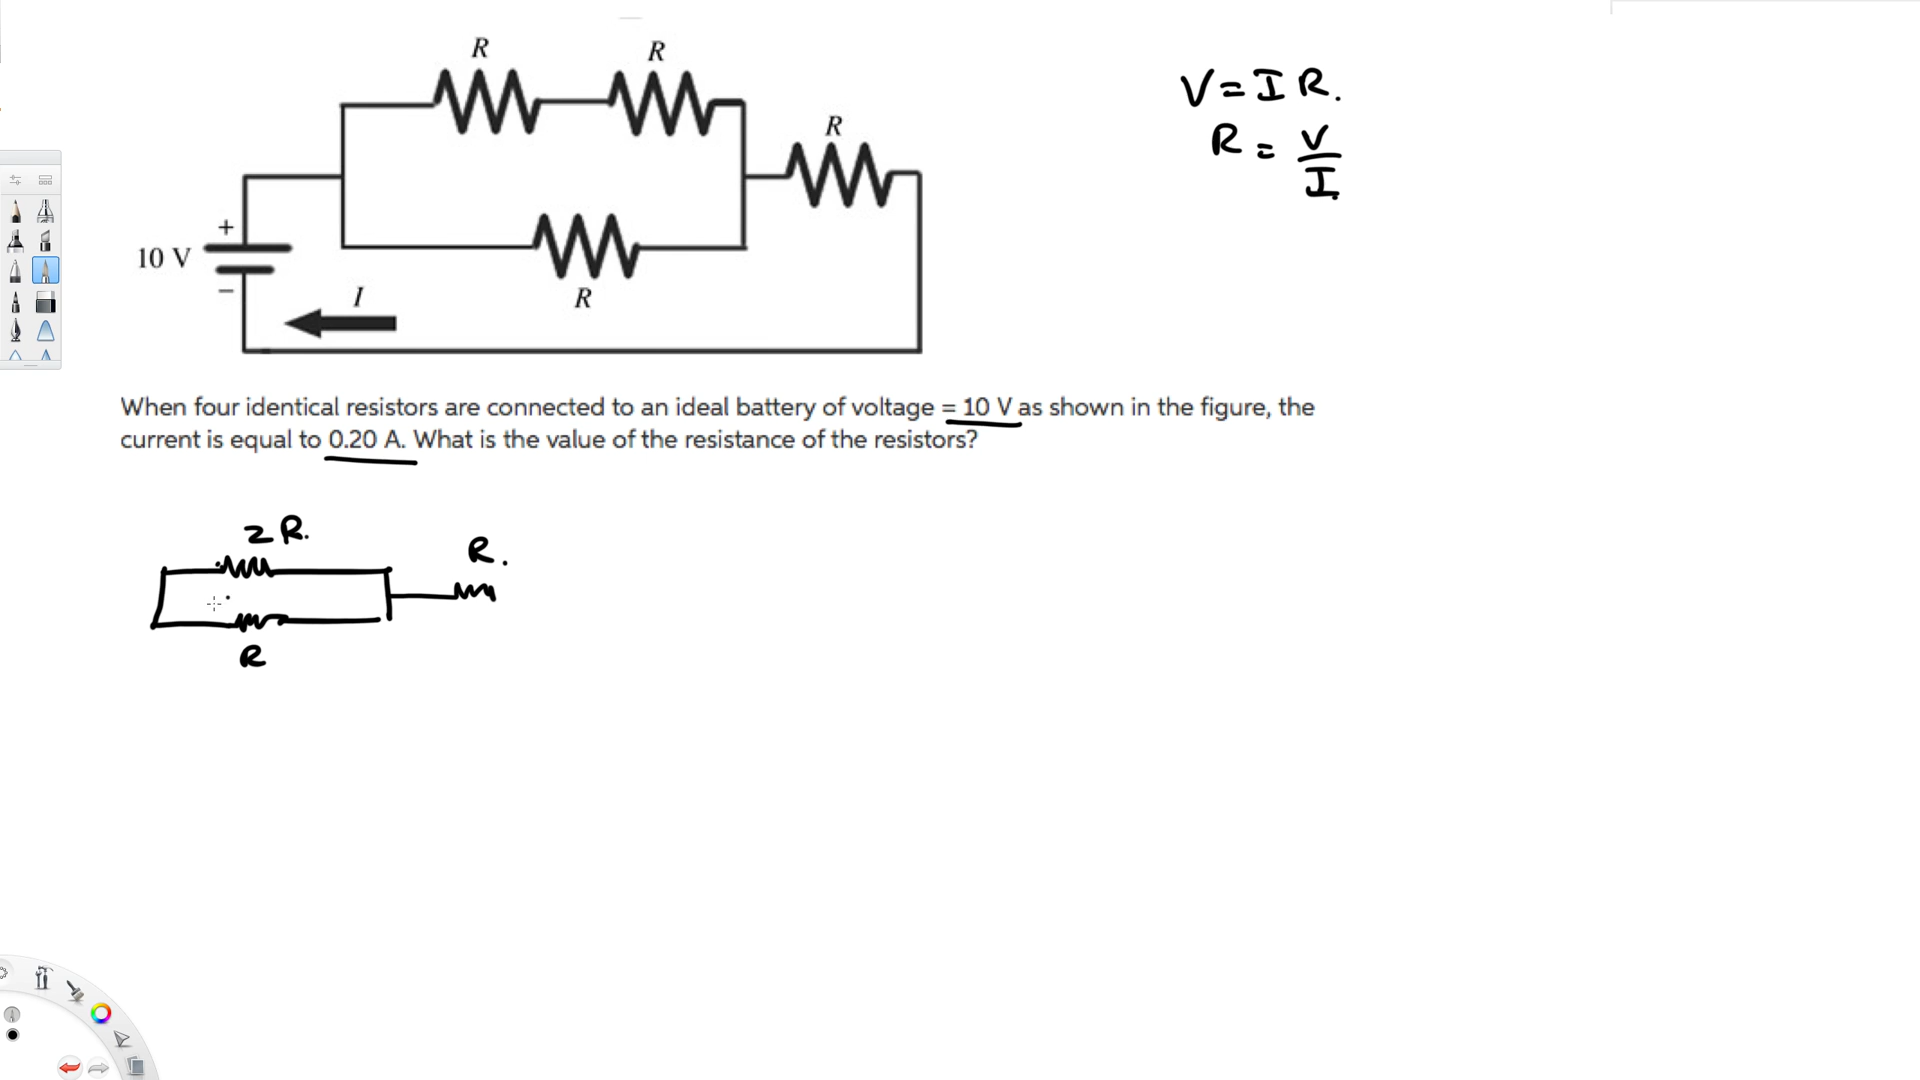 R
R
R
+
10 V
−
I
R
V = I R.
R = V
I.
When four identical resistors are connected to an ideal battery of voltage = 10 V as shown in the figure, the
current is equal to 0.20 A. What is the value of the resistance of the resistors?
2 R.
R.
R